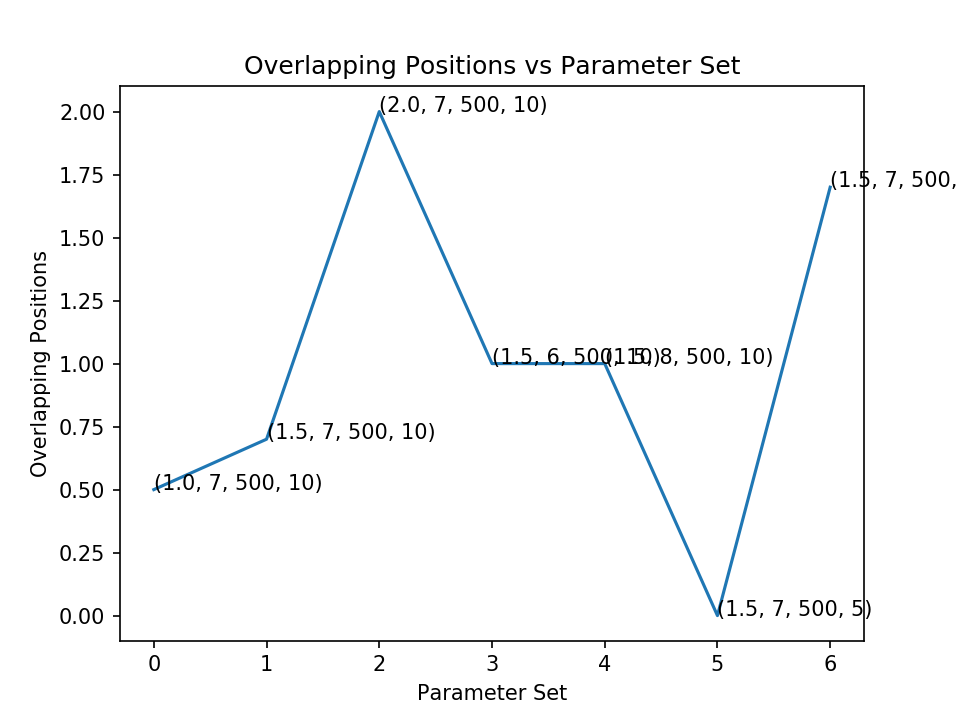 Overlapping Positions vs Parameter Set
Overlapping Positions
2.00
1.75
1.50
1.25
1.00
0.75
0.50
0.25
0.00
(2.0, 7, 500, 10)
(1.5, 7, 500,
(1.5, 6, 500, 10)
(1.5, 8, 500, 10)
(1.5, 7, 500, 10)
(1.0, 7, 500, 10)
(1.5, 7, 500, 5)
0 1 2 3 4 5 6
Parameter Set